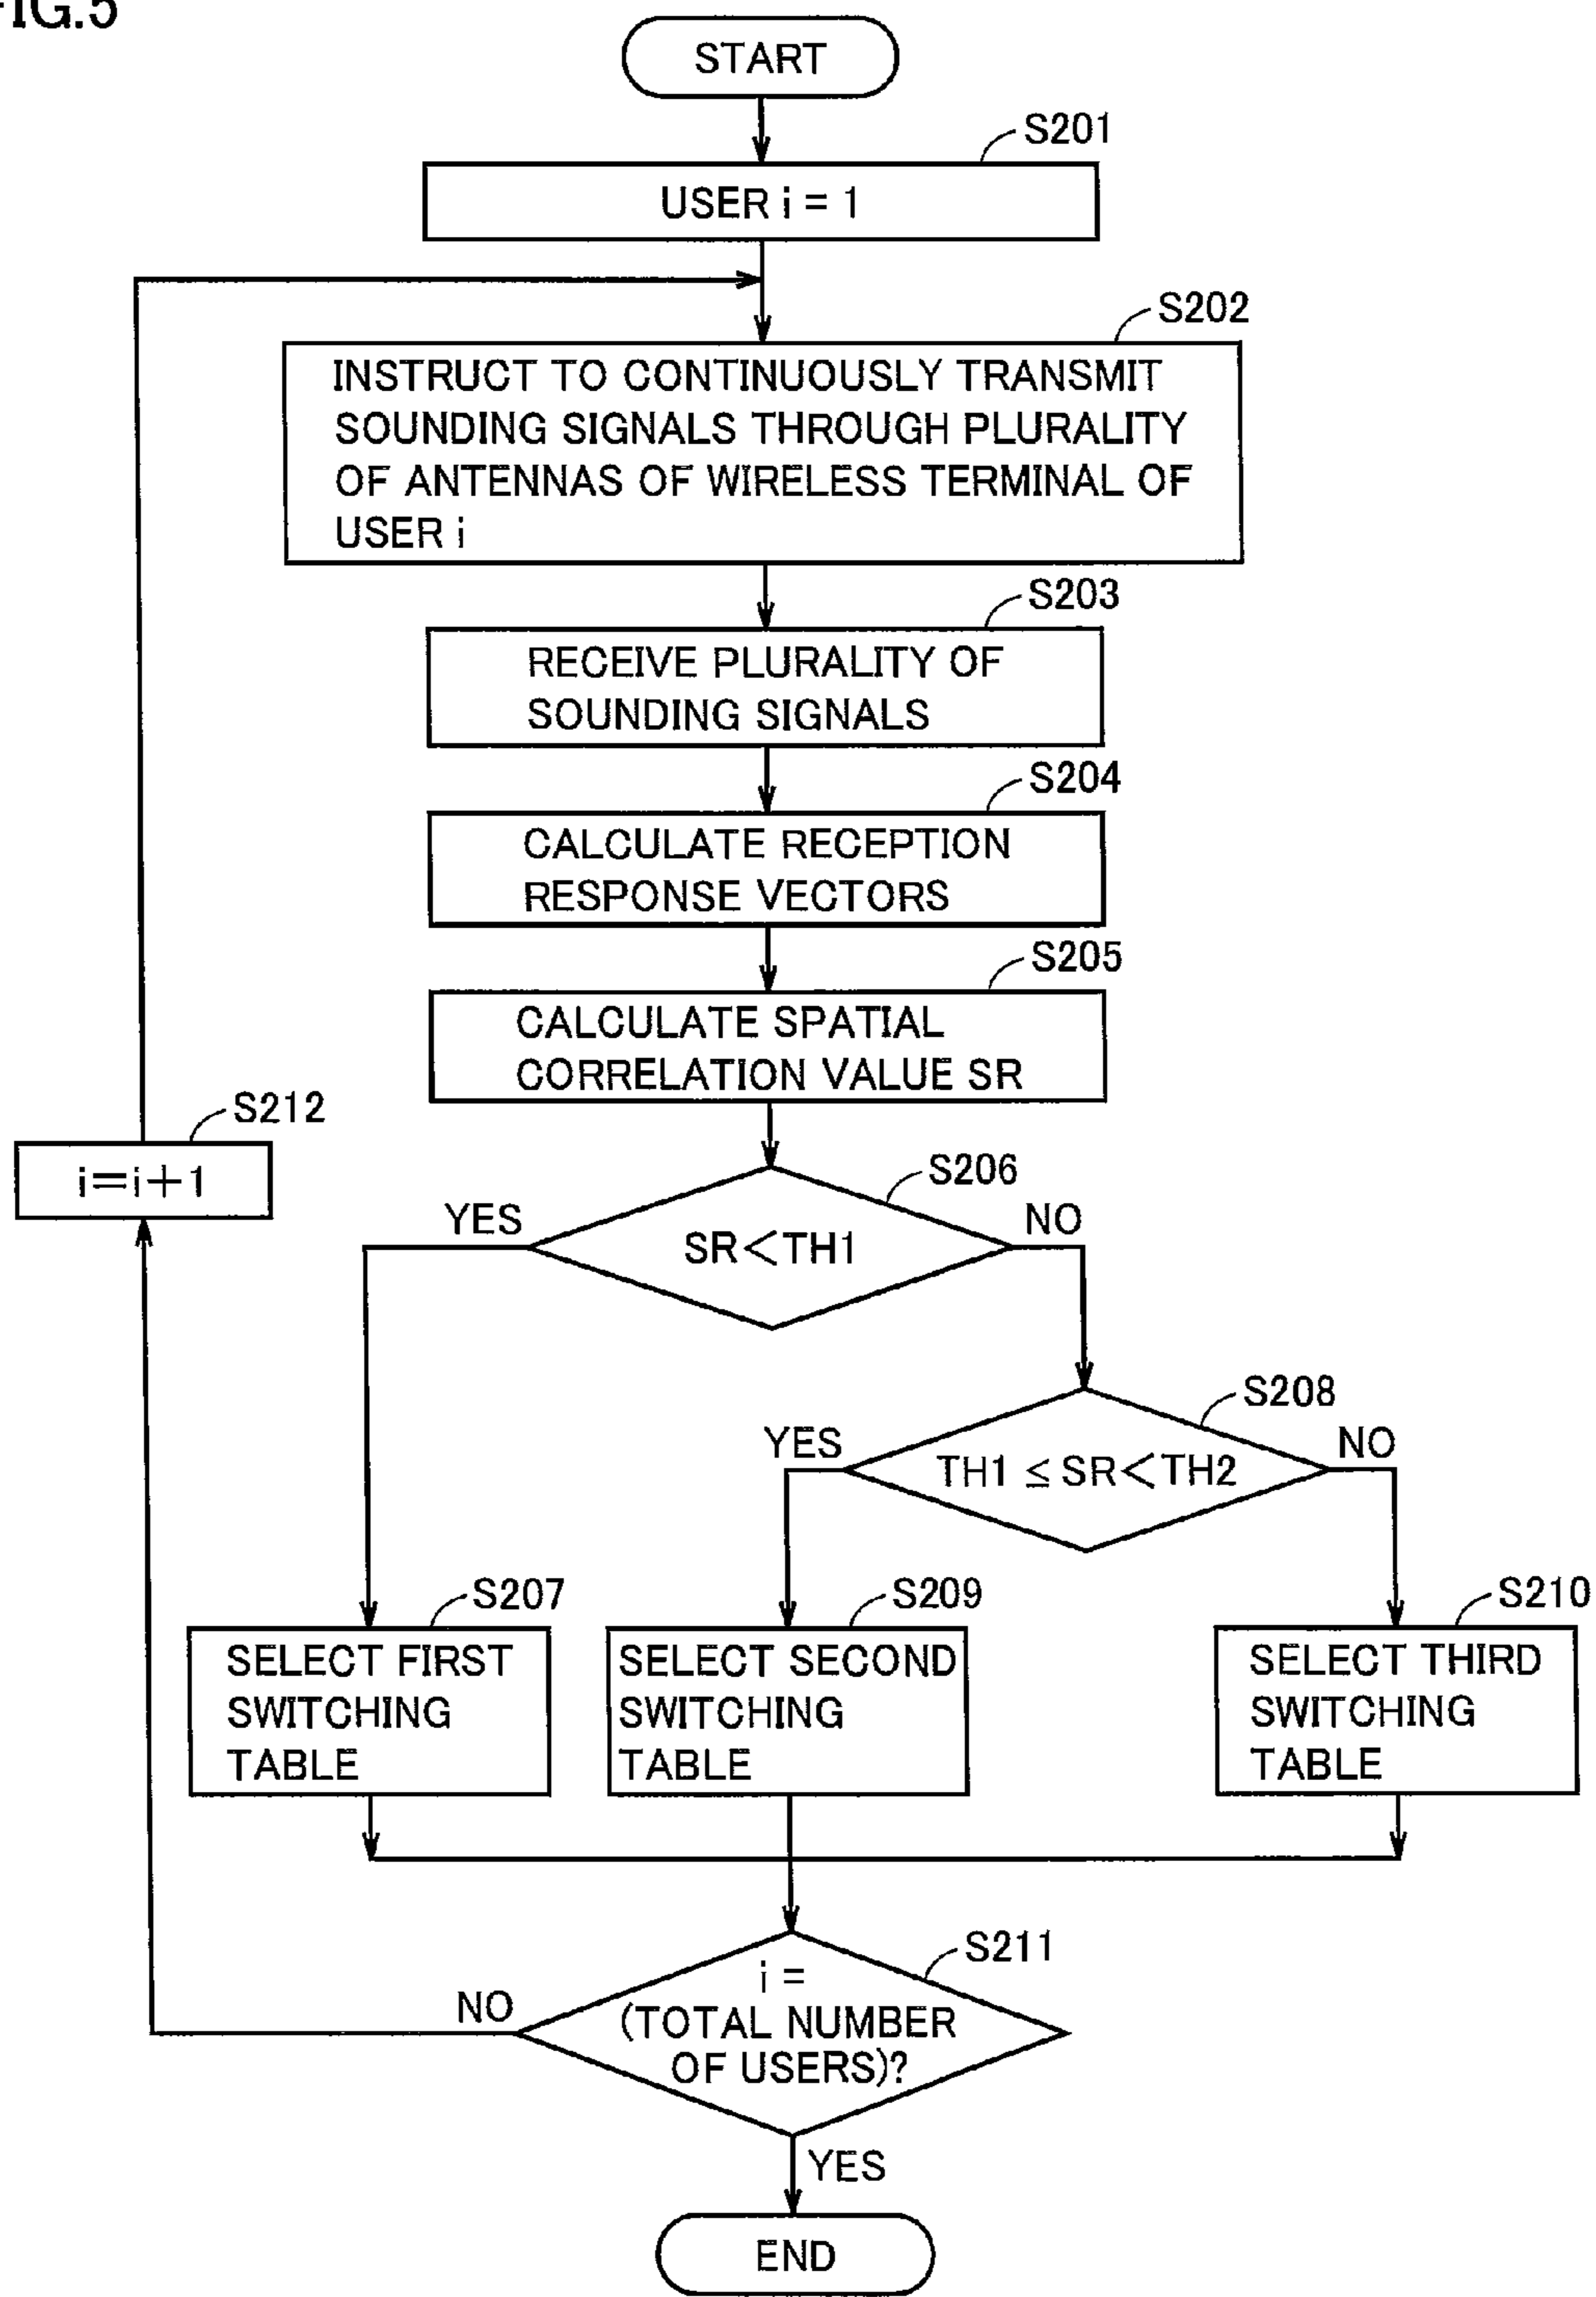 FIG.5
START
S201
USER i = 1
S202
INSTRUCT TO CONTINUOUSLY TRANSMIT
SOUNDING SIGNALS THROUGH PLURALITY
OF ANTENNAS OF WIRELESS TERMINAL OF
USER i
S203
RECEIVE PLURALITY OF
SOUNDING SIGNALS
S204
CALCULATE RECEPTION
RESPONSE VECTORS
S205
CALCULATE SPATIAL
CORRELATION VALUE SR
S212
i=i+1
S206
YES
NO
SR<TH1
S208
YES
NO
TH1 ≤ SR<TH2
S207
SELECT FIRST
SWITCHING
TABLE
S209
SELECT SECOND
SWITCHING
TABLE
S210
SELECT THIRD
SWITCHING
TABLE
S211
i =
(TOTAL NUMBER
OF USERS)?
NO
YES
END